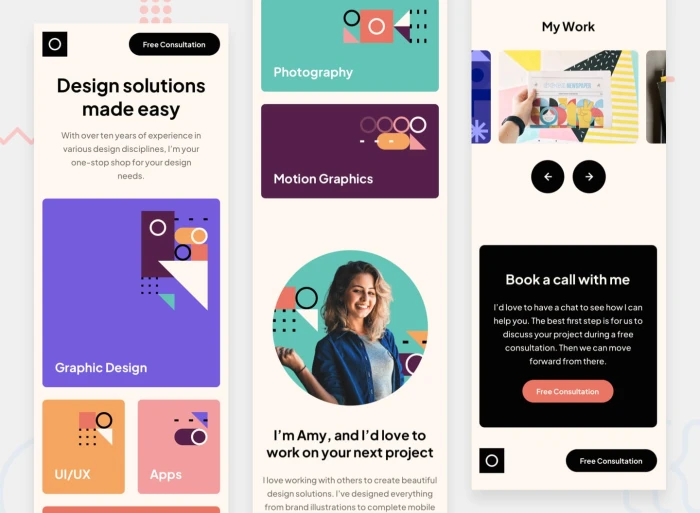 Free Consultation
Design solutions
made easy
With over ten years of experience in
various design disciplines, I'm your
one-stop shop for your design
needs.
Graphic Design
UI/UX
Apps
Photography
Motion Graphics
I'm Amy, and I'd love to
work on your next project
I love working with others to create beautiful
design solutions. I've designed everything
from brand illustrations to complete mobile
My Work
NEWSPAPER
Book a call with me
I'd love to have a chat to see how I can
help you. The best first step is for us to
discuss your project during a free
consultation. Then we can move
forward from there.
Free Consultation
Free Consultation